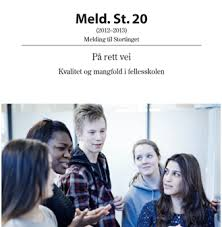 Meld. St. 20
(2012–2013)
Melding til Stortinget
På rett vei
Kvalitet og mangfold i fellesskolen